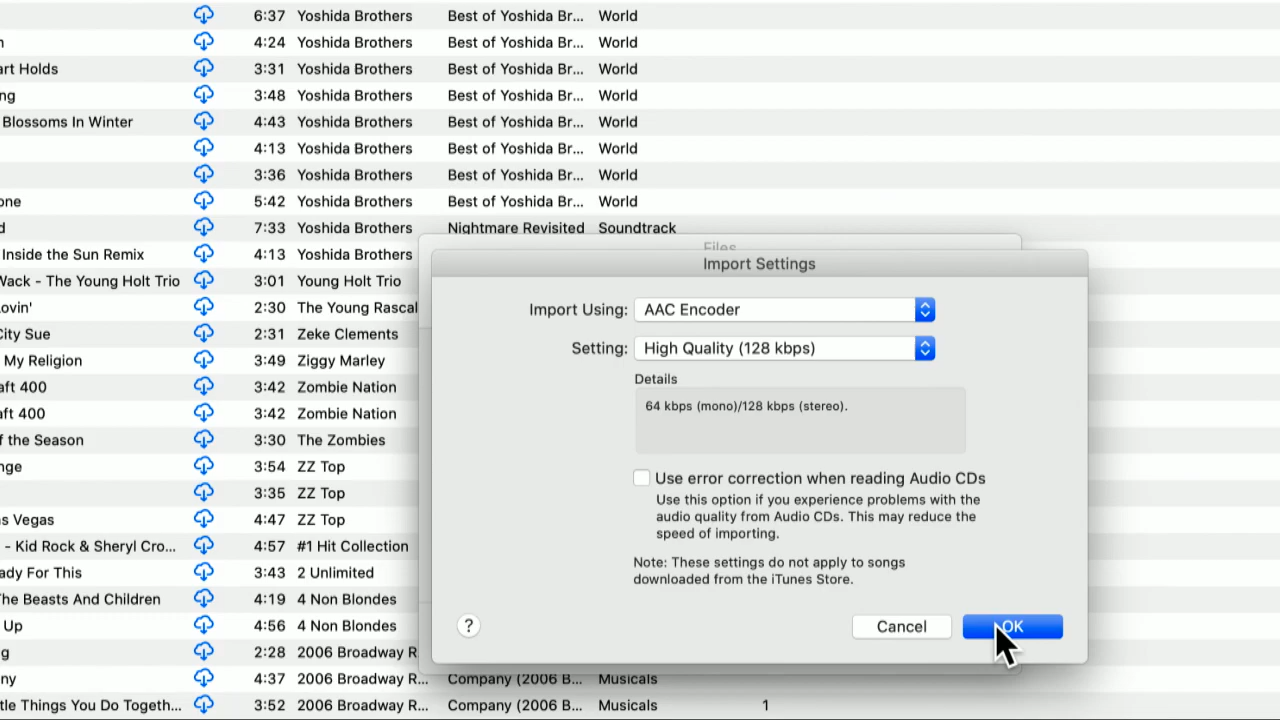 6:37 Yoshida Brothers Best of Yoshida Br... World
n 4:24 Yoshida Brothers Best of Yoshida Br... World
art Holds 3:31 Yoshida Brothers Best of Yoshida Br... World
ng 3:48 Yoshida Brothers Best of Yoshida Br... World
Blossoms In Winter 4:43 Yoshida Brothers Best of Yoshida Br... World
4:13 Yoshida Brothers Best of Yoshida Br... World
3:36 Yoshida Brothers Best of Yoshida Br... World
one 5:42 Yoshida Brothers Best of Yoshida Br... World
d 7:33 Yoshida Brothers Nightmare Revisited Soundtrack
Inside the Sun Remix 4:13 Yoshida Brothers
Wack - The Young Holt Trio 3:01 Young Holt Trio
ovin' 2:30 The Young Rascal
City Sue 2:31 Zeke Clements
My Religion 3:49 Ziggy Marley
aft 400 3:42 Zombie Nation
aft 400 3:42 Zombie Nation
f the Season 3:30 The Zombies
nge 3:54 ZZ Top
3:35 ZZ Top
as Vegas 4:47 ZZ Top
- Kid Rock & Sheryl Cro... 4:57 #1 Hit Collection
ady For This 3:43 2 Unlimited
The Beasts And Children 4:19 4 Non Blondes
Up 4:56 4 Non Blondes
g 2:28 2006 Broadway R
ny 4:37 2006 Broadway R... Company (2006 B... Musicals
tle Things You Do Togeth... 3:52 2006 Broadway R... Company (2006 B... Musicals 1
Files
Import Settings
Import Using: AAC Encoder
Setting: High Quality (128 kbps)
Details
64 kbps (mono)/128 kbps (stereo).
Use error correction when reading Audio CDs
Use this option if you experience problems with the
audio quality from Audio CDs. This may reduce the
speed of importing.
Note: These settings do not apply to songs
downloaded from the iTunes Store.
? Cancel OK